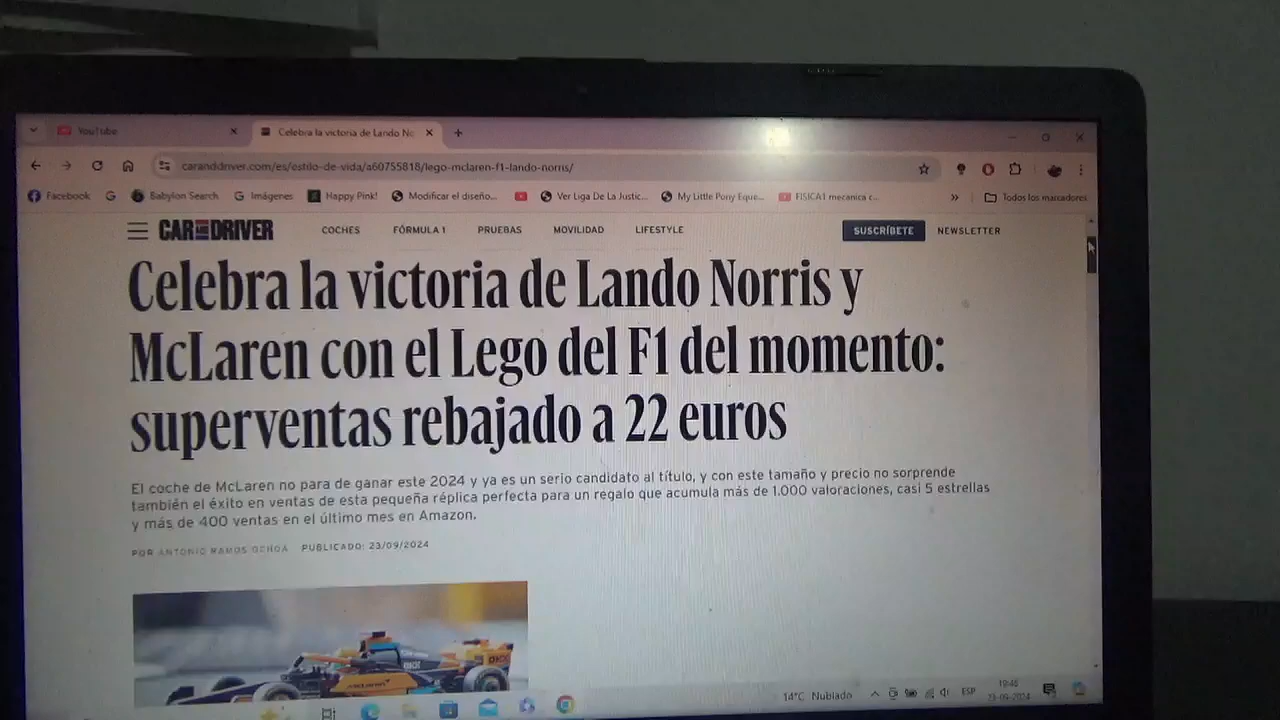 YouTube
Celebra la victoria de Lando No
caranddriver.com/es/estilo-de-vida/a60755818/lego-mclaren-f1-lando-norris/
Facebook
Babylon Search
Imágenes
Happy Pink!
Modificar el diseño...
Ver Liga De La Justic...
My Little Pony Eque...
FISICA1 mecanica c...
»
Todos los marcadores
CAR AND DRIVER
COCHES
FÓRMULA 1
PRUEBAS
MOVILIDAD
LIFESTYLE
SUSCRÍBETE
NEWSLETTER
Celebra la victoria de Lando Norris y
McLaren con el Lego del F1 del momento:
superventas rebajado a 22 euros
El coche de McLaren no para de ganar este 2024 y ya es un serio candidato al título, y con este tamaño y precio no sorprende
también el éxito en ventas de esta pequeña réplica perfecta para un regalo que acumula más de 1.000 valoraciones, casi 5 estrellas
y más de 400 ventas en el último mes en Amazon.
POR ANTONIO RAMOS OCHOA PUBLICADO: 23/09/2024
14°C Nublado
ESP
19:46
23-09-2024